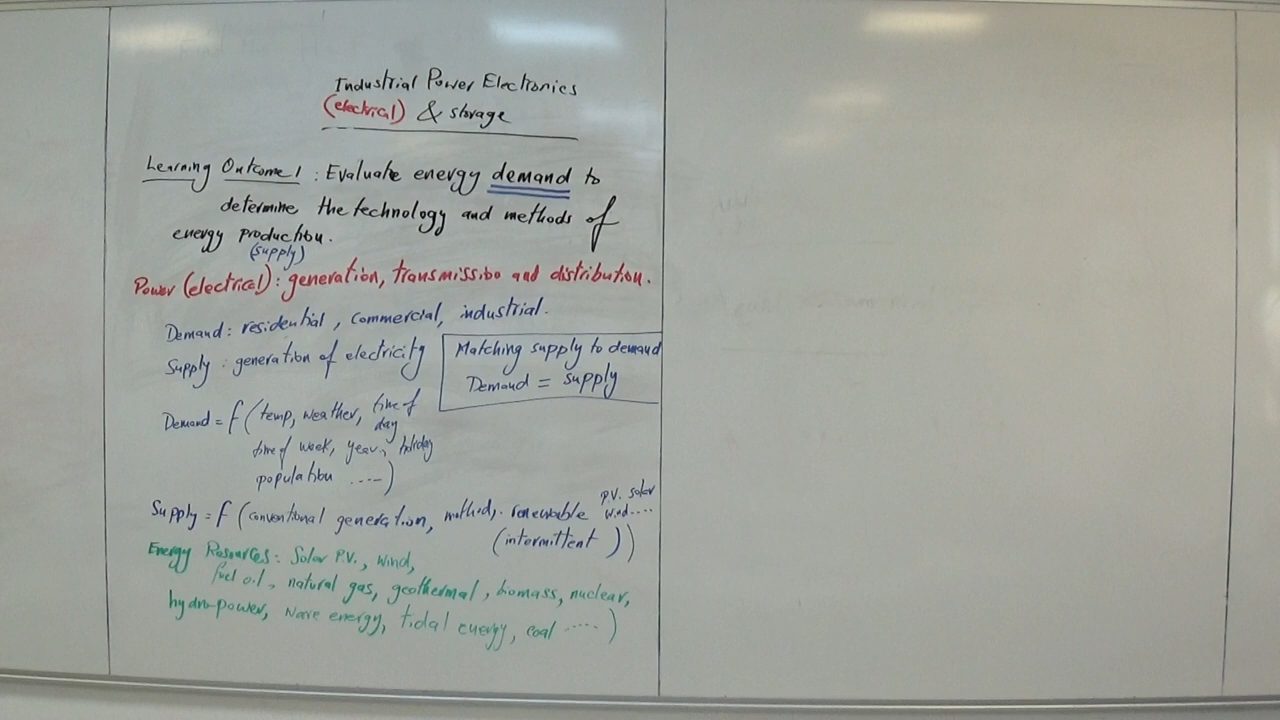 Industrial Power Electronics
(electrical) & storage
Learning Outcome 1 : Evaluate energy demand to
determine the technology and methods of
energy production.
(supply)
Power (electrical) : generation, transmission and distribution.
Demand : residential, commercial, industrial.
Supply : generation of electricity
Matching supply to demand
Demand = supply
Demand = f (temp, weather, time of
day
time of week, year, holiday
population ....)
P.V. solar
Supply = f (conventional generation, method, renewable wind....
(intermittent))
Energy Resources : Solar P.V., wind,
fuel oil, natural gas, geothermal, biomass, nuclear,
hydro-power, wave energy, tidal energy, coal .....)